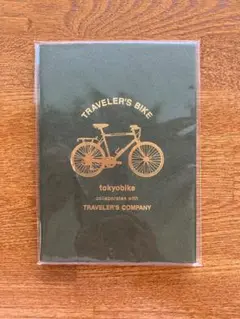 TRAVELER'S BIKE
tokyobike
collaborates with
TRAVELER'S COMPANY